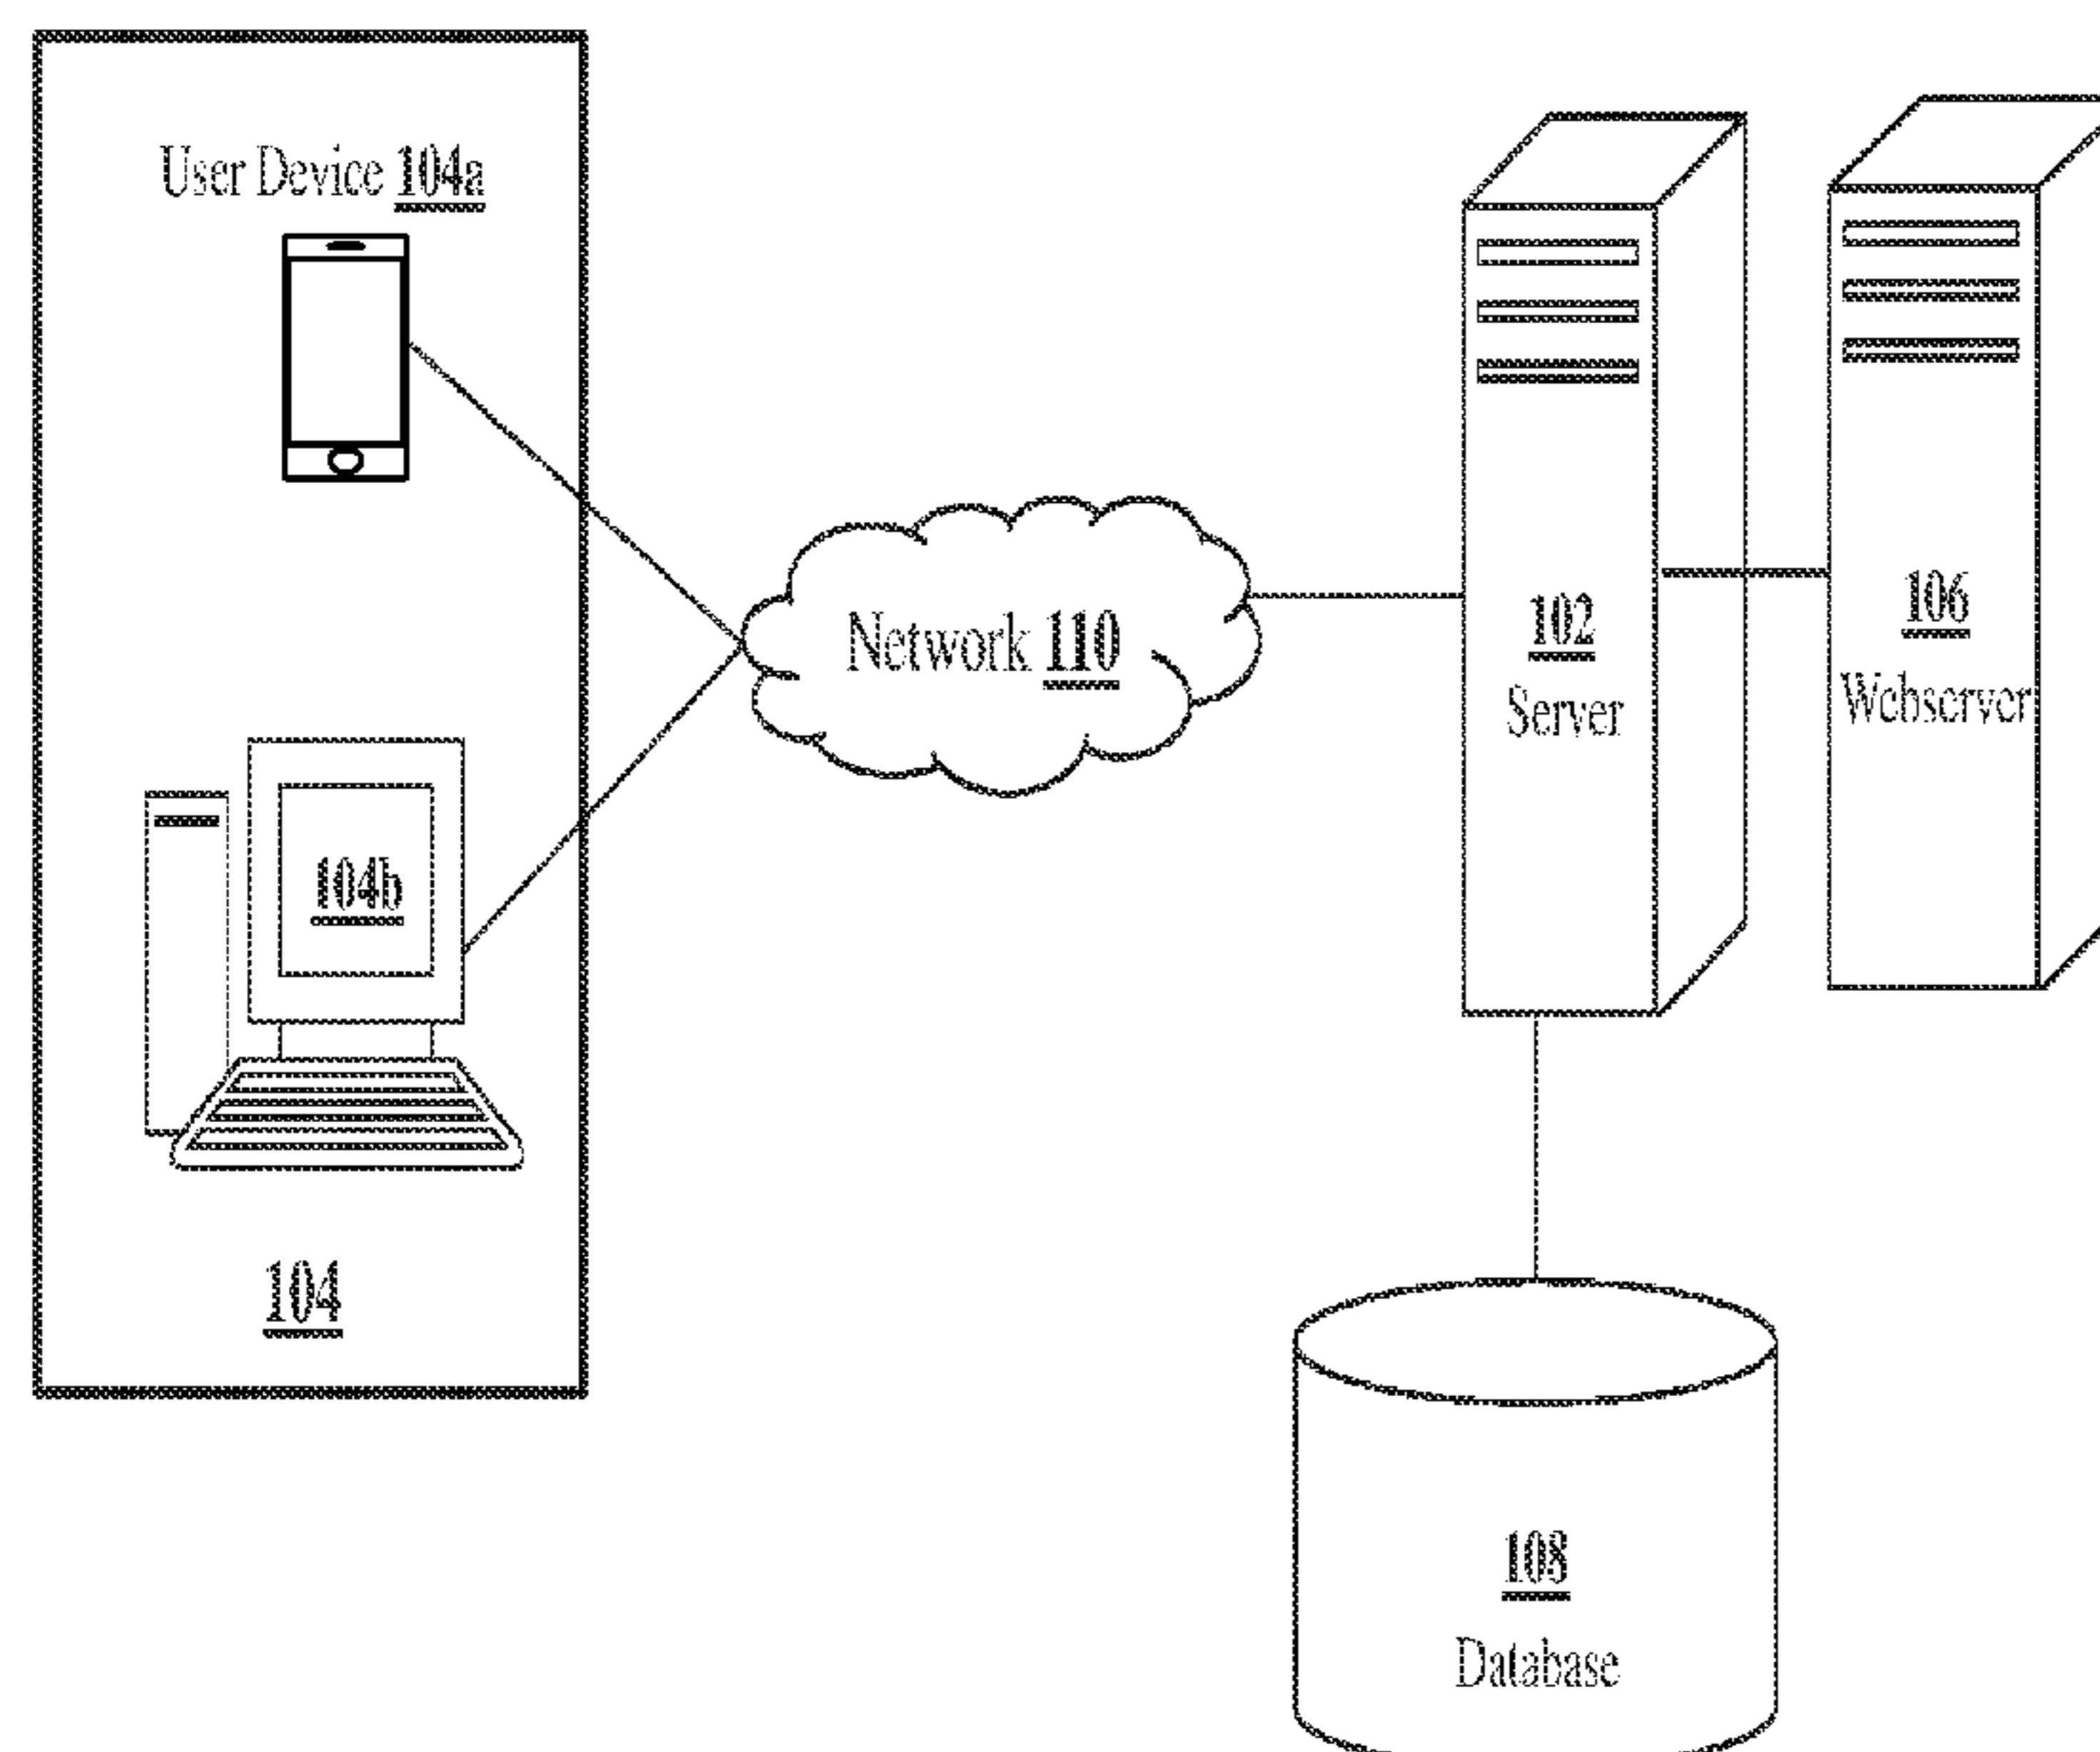 User Device 104a
104b
104
Network 110
102
Server
106
Webserver
108
Database